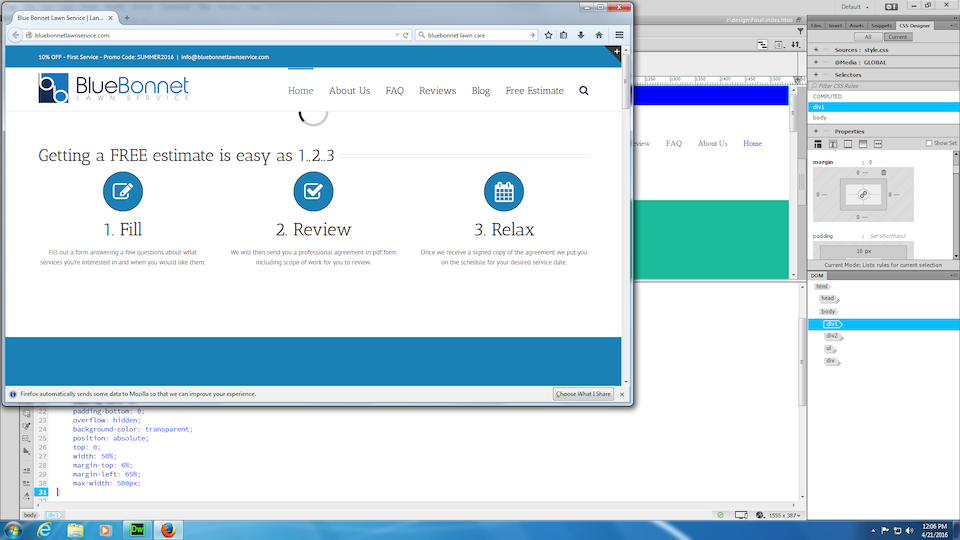 Blue Bonnet Lawn Service | Lan...
bluebonnetlawnservice.com
bluebonnet lawn care
10% OFF - First Service - Promo Code: SUMMER2016 | info@bluebonnetlawnservice.com
BlueBonnet
LAWN SERVICE
Home
About Us
FAQ
Reviews
Blog
Free Estimate
Getting a FREE estimate is easy as 1..2..3
1. Fill
2. Review
3. Relax
Fill out a form answering a few questions about what
services you're interested in and when you would like them.
We will then send you a professional agreement in pdf form
including scope of work for you to review.
Once we receive a signed copy of the agreement we put you
on the schedule for your desired service date.
Firefox automatically sends some data to Mozilla so that we can improve your experience.
Choose What I Share
Default
Files
Insert
Assets
Snippets
CSS Designer
All
Current
Sources : style.css
@Media : GLOBAL
Selectors
Filter CSS Rules
COMPUTED
div1
body
Properties
Show Set
margin : 0
0
0
0
0
padding : Set Shorthand
10 px
Current Mode: Lists rules for current selection
DOM
html
head
body
div1
div2
ul
div
FAQ
About Us
Home
22 padding-bottom: 0;
23 overflow: hidden;
24 background-color: transparent;
25 position: absolute;
26 top: 0;
27 width: 50%;
28 margin-top: 6%;
29 margin-left: 65%;
30 max-width: 500px;
31 }
body
div1
1555 x 387
Dw
12:06 PM
4/21/2016